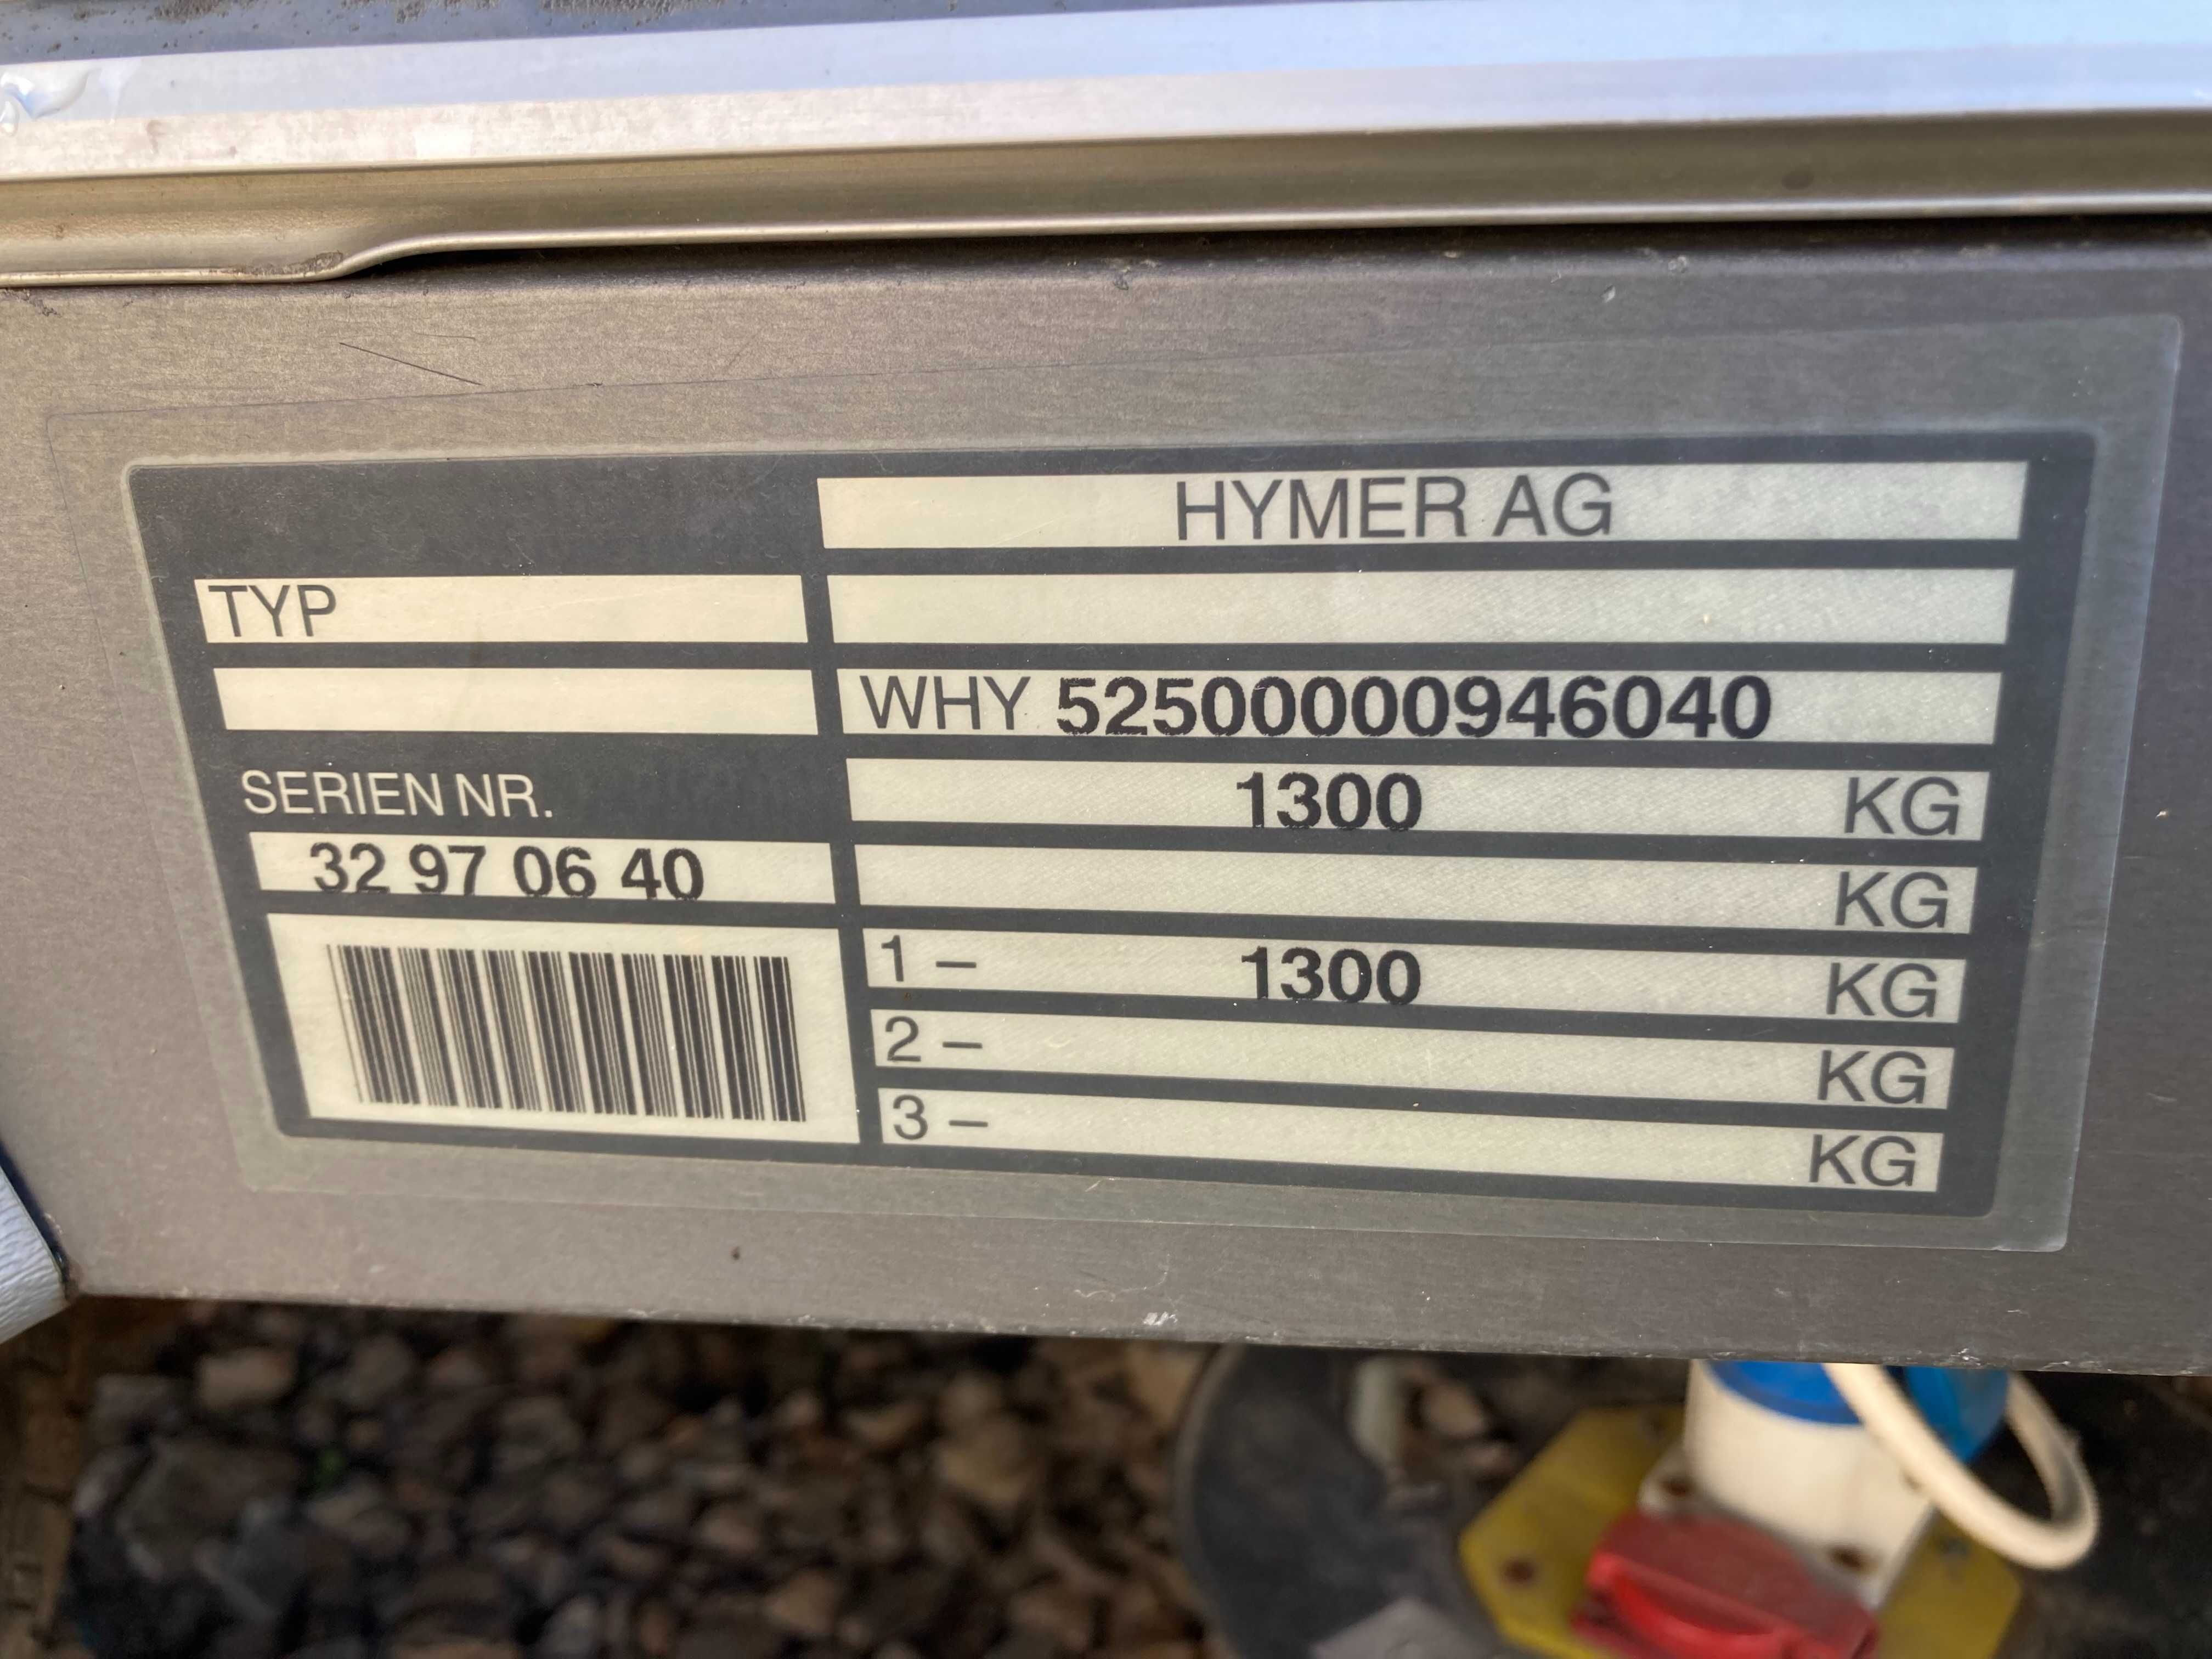 HYMER AG
TYP
WHY 52500000946040
SERIEN NR.
1300 KG
32 97 06 40
KG
1 – 1300 KG
2 – KG
3 – KG